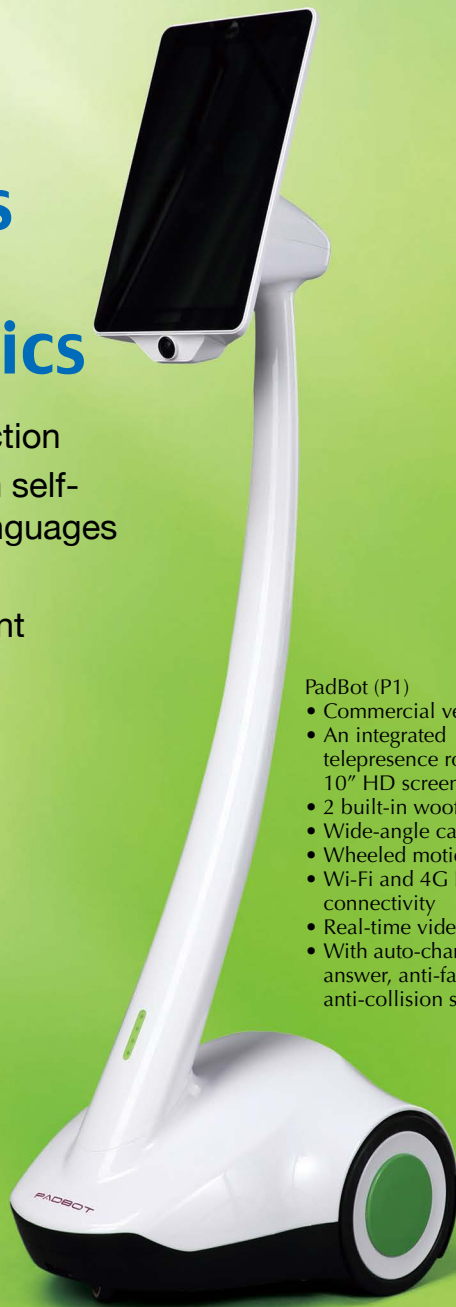 s
ics
ction
self-
nguages
nt
PadBot (P1)
• Commercial ve
• An integrated
telepresence ro
10” HD screen
• 2 built-in woof
• Wide-angle ca
• Wheeled motio
• Wi-Fi and 4G
connectivity
• Real-time vide
• With auto-char
answer, anti-fa
anti-collision s
PADBOT